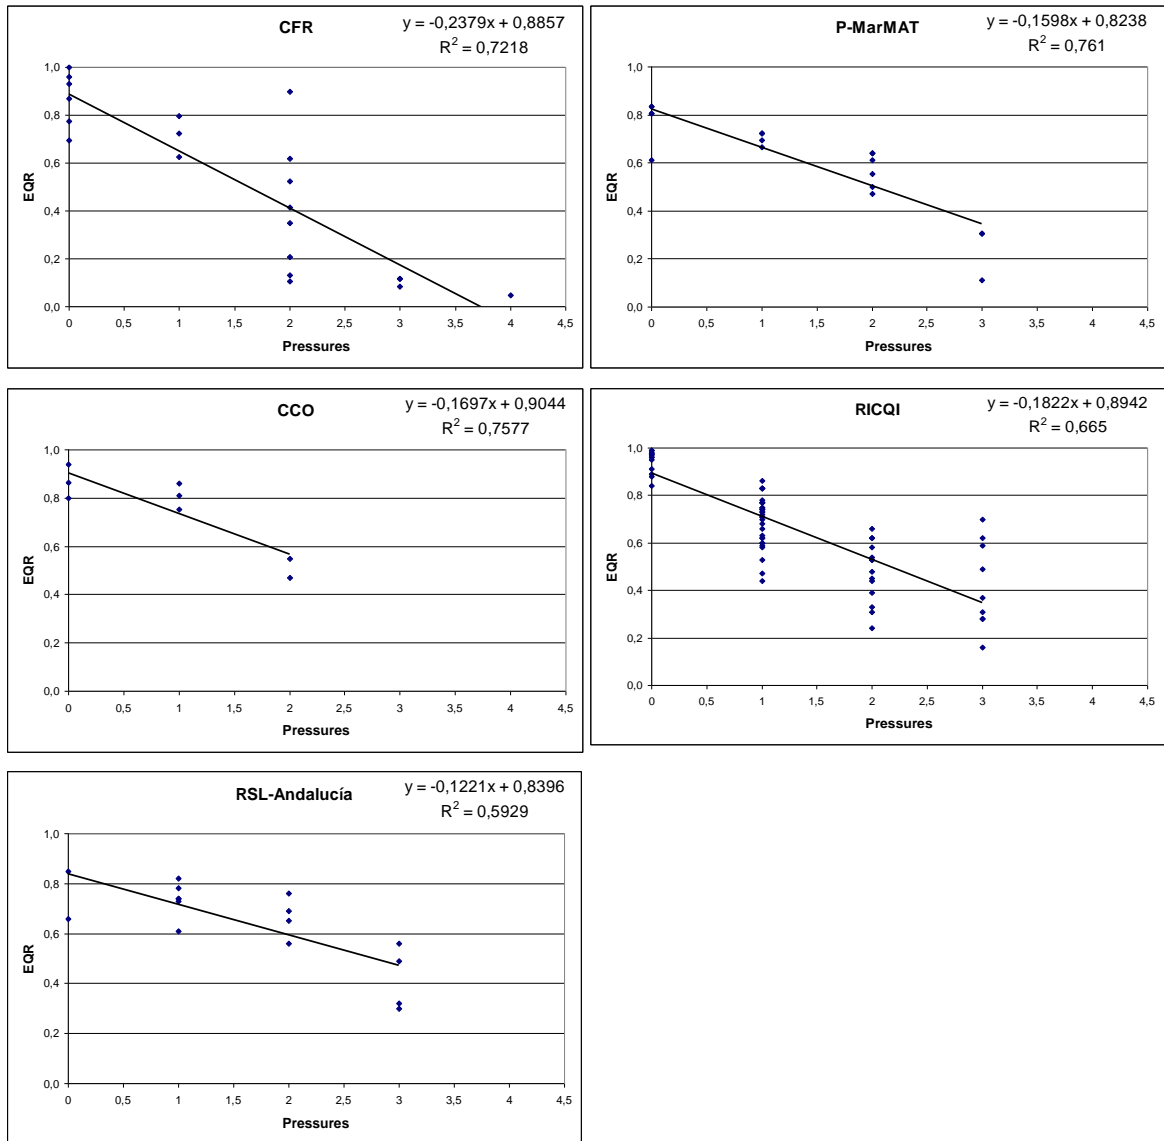 CFR
y = -0,2379x + 0,8857
R² = 0,7218
1,0
0,8
0,6
0,4
0,2
0,0
EQR
0 0,5 1 1,5 2 2,5 3 3,5 4 4,5
Pressures
P-MarMAT
y = -0,1598x + 0,8238
R² = 0,761
1,0
0,8
0,6
0,4
0,2
0,0
EQR
0 0,5 1 1,5 2 2,5 3 3,5 4 4,5
Pressures
CCO
y = -0,1697x + 0,9044
R² = 0,7577
1,0
0,8
0,6
0,4
0,2
0,0
EQR
0 0,5 1 1,5 2 2,5 3 3,5 4 4,5
Pressures
RICQI
y = -0,1822x + 0,8942
R² = 0,665
1,0
0,8
0,6
0,4
0,2
0,0
EQR
0 0,5 1 1,5 2 2,5 3 3,5 4 4,5
Pressures
RSL-Andalucía
y = -0,1221x + 0,8396
R² = 0,5929
1,0
0,8
0,6
0,4
0,2
0,0
EQR
0 0,5 1 1,5 2 2,5 3 3,5 4 4,5
Pressures